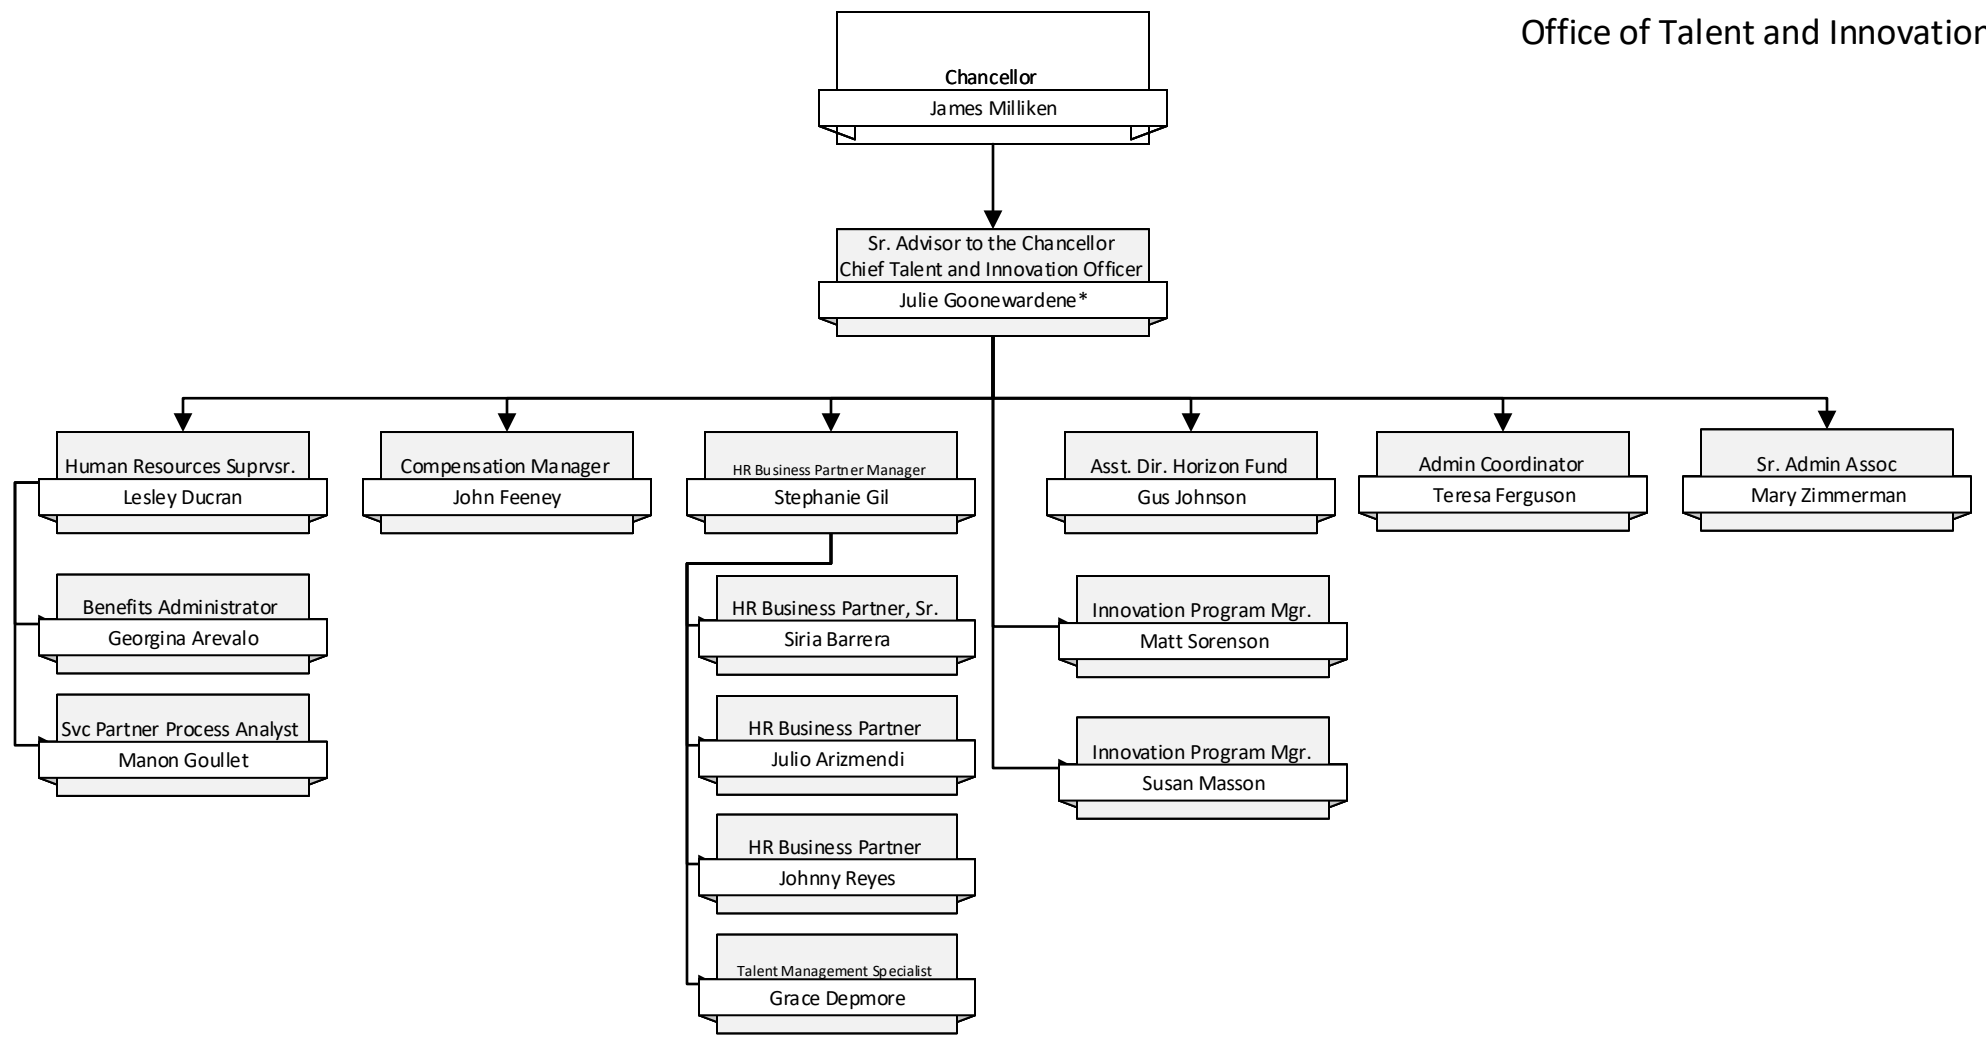 Office of Talent and Innovation
Chancellor
James Milliken
Sr. Advisor to the Chancellor
Chief Talent and Innovation Officer
Julie Goonewardene*
Human Resources Suprvsr.
Lesley Ducran
Compensation Manager
John Feeney
HR Business Partner Manager
Stephanie Gil
Asst. Dir. Horizon Fund
Gus Johnson
Admin Coordinator
Teresa Ferguson
Sr. Admin Assoc
Mary Zimmerman
Benefits Administrator
Georgina Arevalo
Svc Partner Process Analyst
Manon Goullet
HR Business Partner, Sr.
Siria Barrera
HR Business Partner
Julio Arizmendi
HR Business Partner
Johnny Reyes
Talent Management Specialist
Grace Depmore
Innovation Program Mgr.
Matt Sorenson
Innovation Program Mgr.
Susan Masson